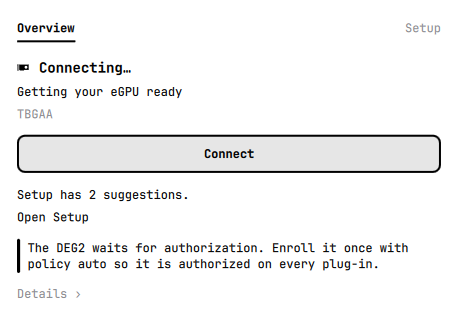 Overview
Setup
Connecting…
Getting your eGPU ready
TBGAA
Connect
Setup has 2 suggestions.
Open Setup
The DEG2 waits for authorization. Enroll it once with
policy auto so it is authorized on every plug-in.
Details ›